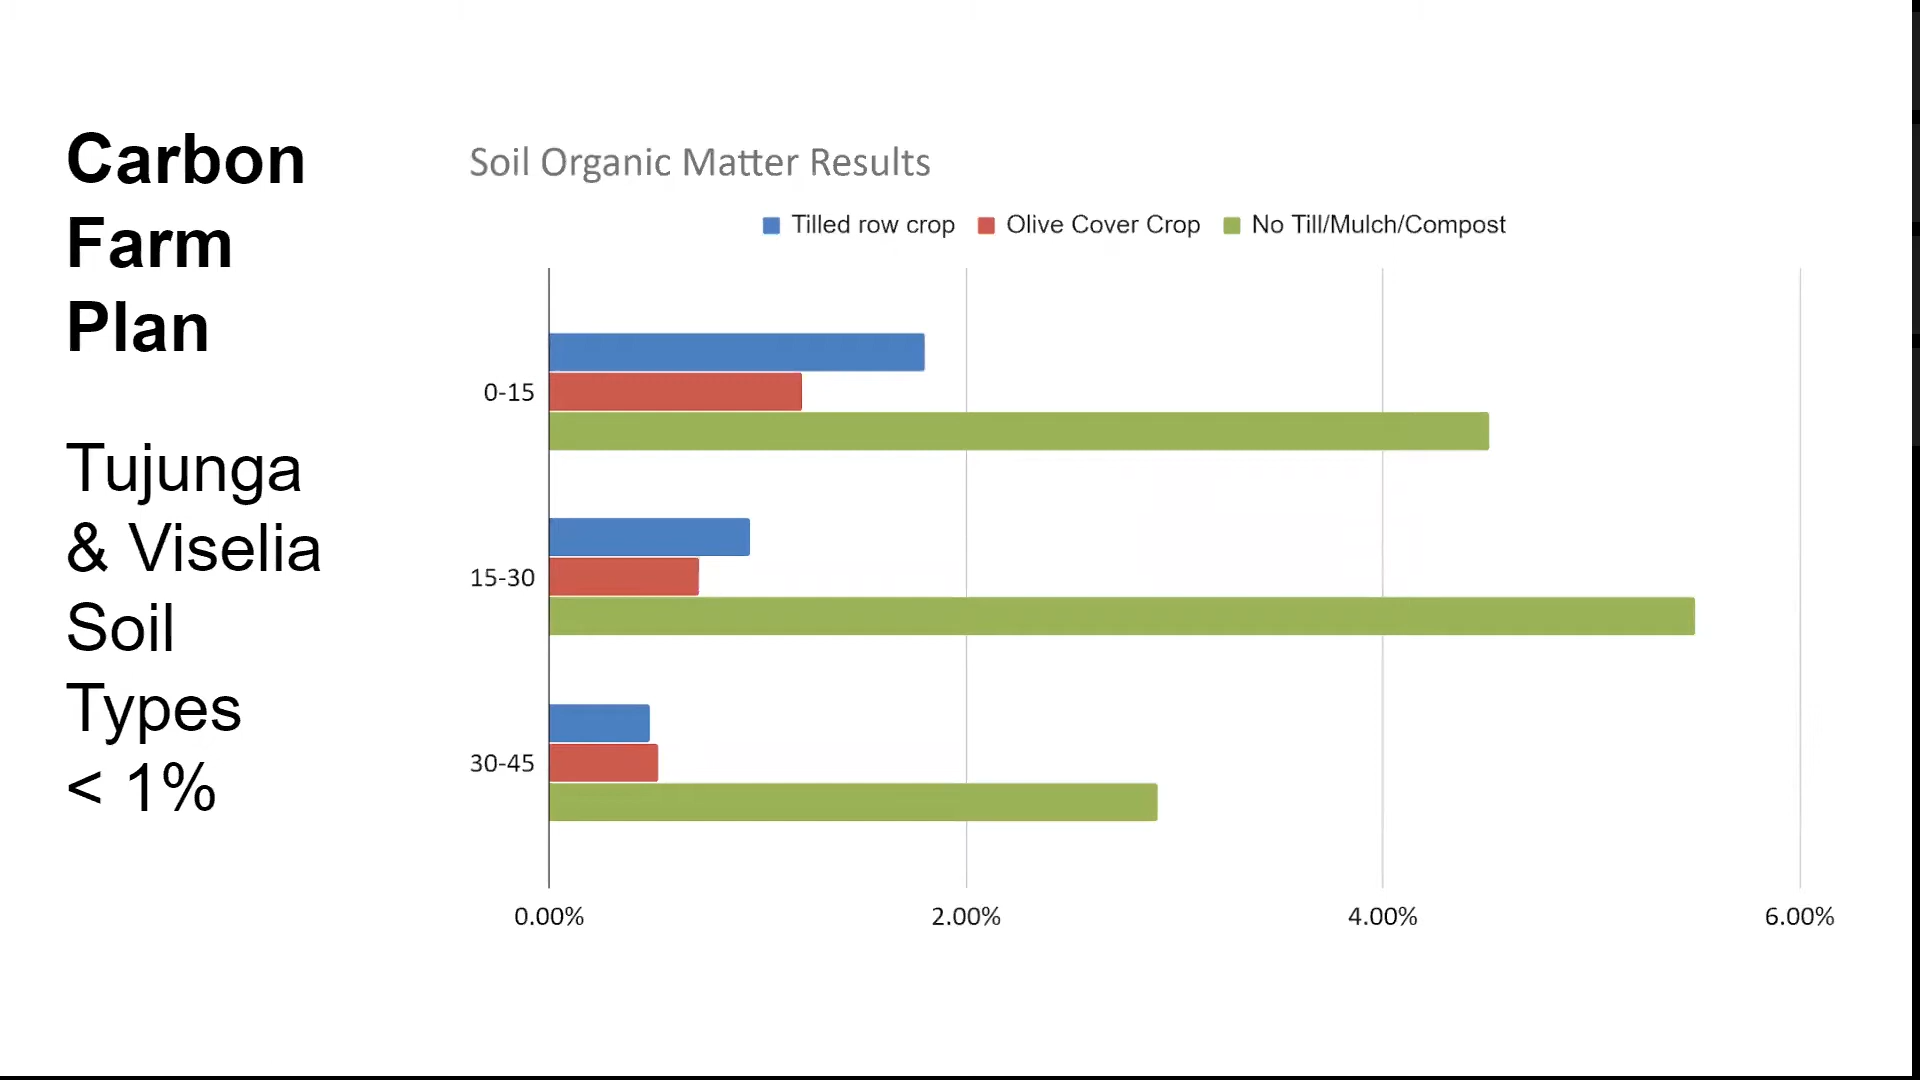 Carbon
Farm
Plan
Tujunga
& Viselia
Soil
Types
< 1%
Soil Organic Matter Results
Tilled row crop Olive Cover Crop No Till/Mulch/Compost
0-15
15-30
30-45
0.00% 2.00% 4.00% 6.00%